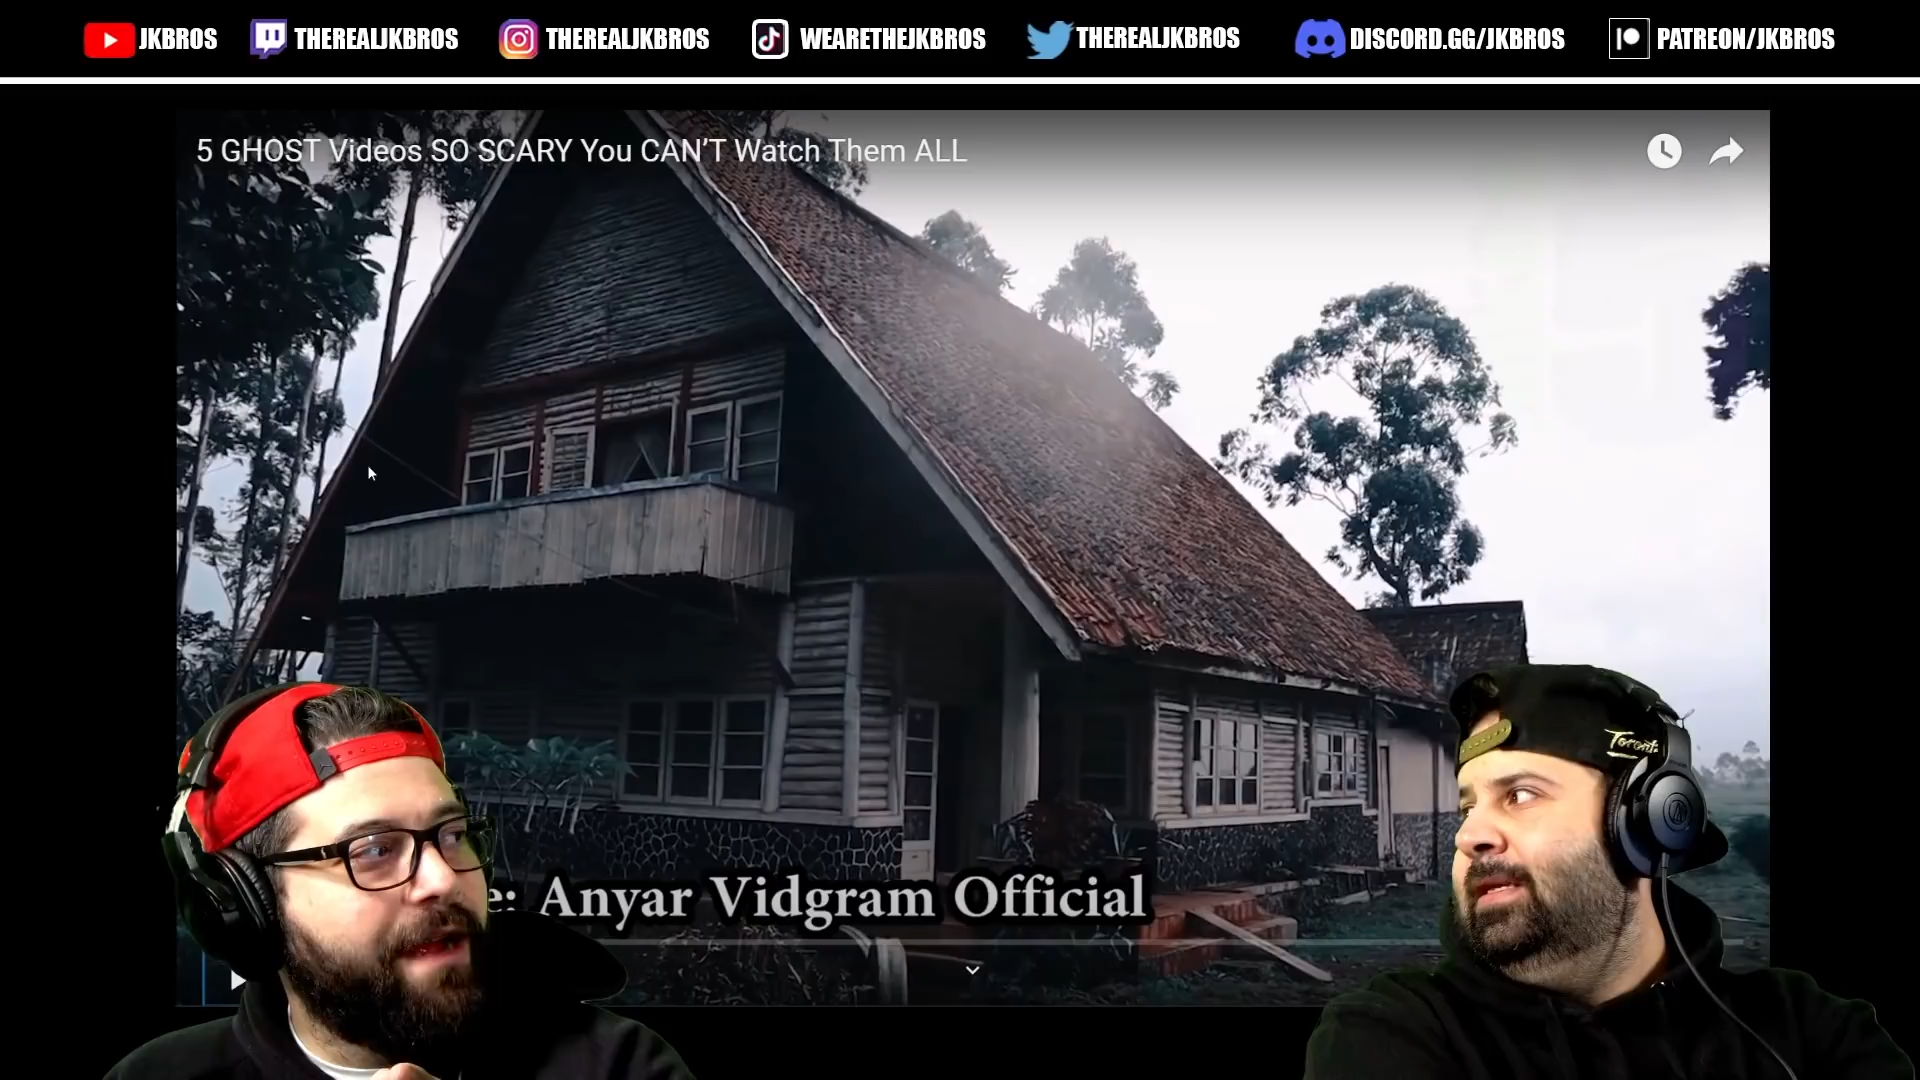 JKBROS THEREALJKBROS THEREALJKBROS WEARETHEJKBROS THEREALJKBROS DISCORD.GG/JKBROS PATREON/JKBROS
5 GHOST Videos SO SCARY You CAN’T Watch Them ALL
Toronto
e: Anyar Vidgram Official